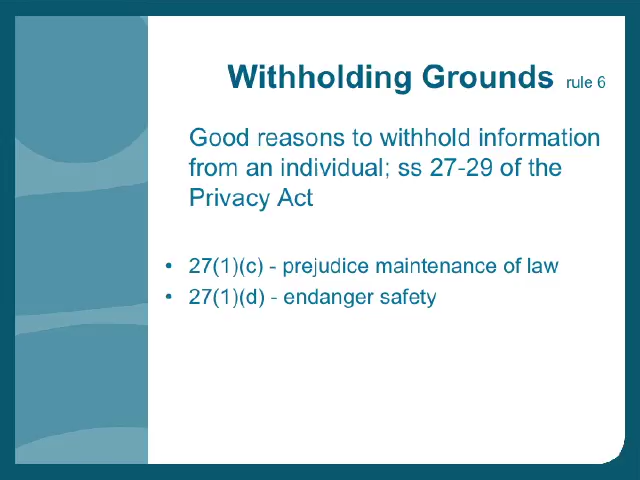 Withholding Grounds rule 6
Good reasons to withhold information
from an individual; ss 27-29 of the
Privacy Act
• 27(1)(c) - prejudice maintenance of law
• 27(1)(d) - endanger safety